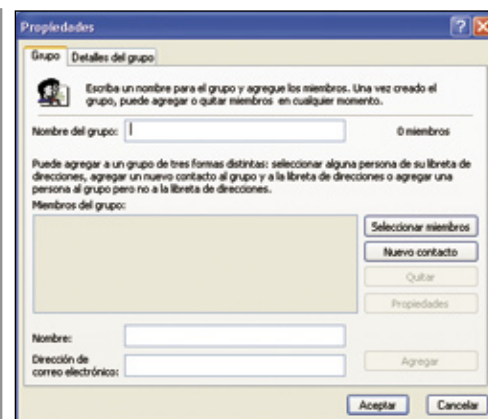 Propiedades
Grupo Detalles del grupo
Escriba un nombre para el grupo y agregue los miembros. Una vez creado el
grupo, puede agregar o quitar miembros en cualquier momento.
Nombre del grupo: 0 miembros
Puede agregar a un grupo de tres formas distintas: seleccionar alguna persona de su libreta de
direcciones, agregar un nuevo contacto al grupo y a la libreta de direcciones o agregar una
persona al grupo pero no a la libreta de direcciones.
Miembros del grupo:
Seleccionar miembros
Nuevo contacto
Quitar
Propiedades
Nombre:
Dirección de
correo electrónico:
Agregar
Aceptar Cancelar